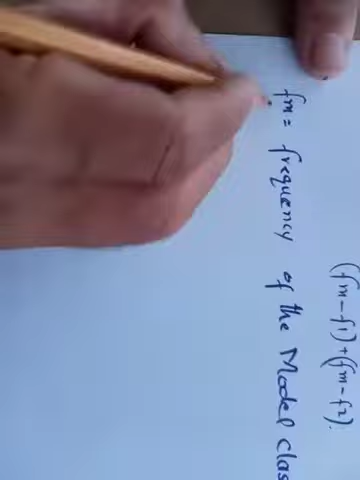 (fm-f1)+(fm-f2).
fm = frequency of the Model clas